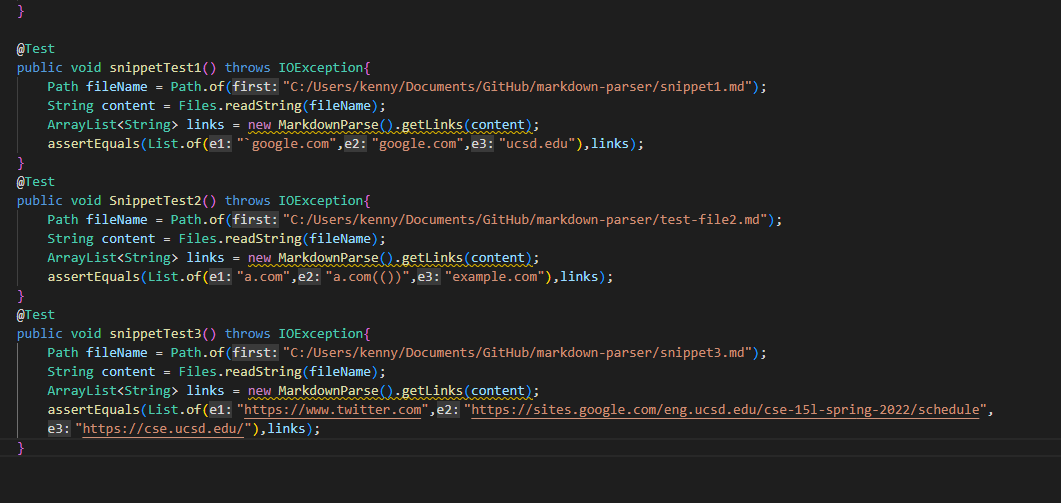 }
@Test
public void snippetTest1() throws IOException{
Path fileName = Path.of(first: "C:/Users/kenny/Documents/GitHub/markdown-parser/snippet1.md");
String content = Files.readString(fileName);
ArrayList<String> links = new MarkdownParse().getLinks(content);
assertEquals(List.of(e1: "`google.com",e2: "google.com",e3: "ucsd.edu"),links);
}
@Test
public void SnippetTest2() throws IOException{
Path fileName = Path.of(first: "C:/Users/kenny/Documents/GitHub/markdown-parser/test-file2.md");
String content = Files.readString(fileName);
ArrayList<String> links = new MarkdownParse().getLinks(content);
assertEquals(List.of(e1: "a.com",e2: "a.com(())",e3: "example.com"),links);
}
@Test
public void snippetTest3() throws IOException{
Path fileName = Path.of(first: "C:/Users/kenny/Documents/GitHub/markdown-parser/snippet3.md");
String content = Files.readString(fileName);
ArrayList<String> links = new MarkdownParse().getLinks(content);
assertEquals(List.of(e1: "https://www.twitter.com",e2: "https://sites.google.com/eng.ucsd.edu/cse-15l-spring-2022/schedule",
e3: "https://cse.ucsd.edu/"),links);
}